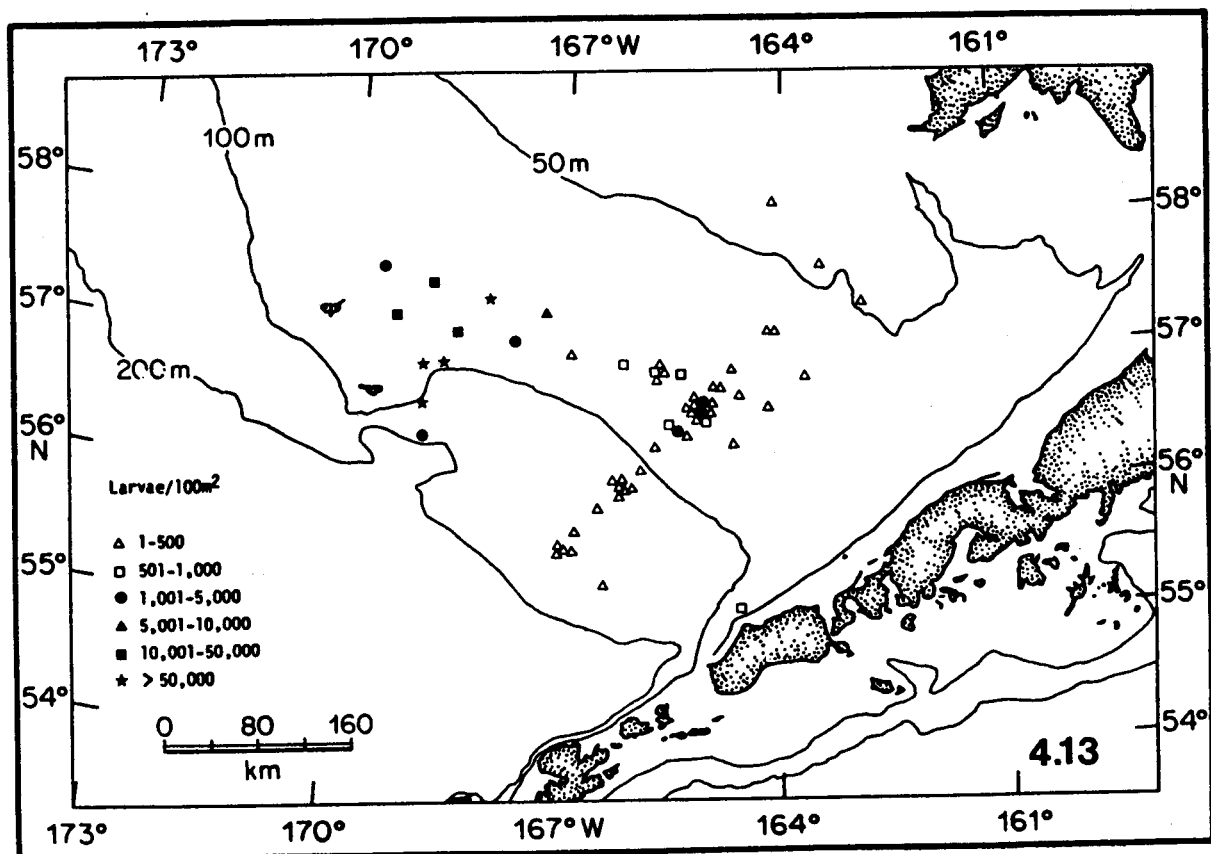 173° 170° 167°W 164° 161°
100m
50m
58° 58°
57° 57°
200m
56° 56°
N N
Larvae/100m²
△ 1-500
□ 501-1,000
● 1,001-5,000
▲ 5,001-10,000
■ 10,001-50,000
★ > 50,000
55° 55°
54° 54°
0 80 160
km
4.13
173° 170° 167°W 164° 161°